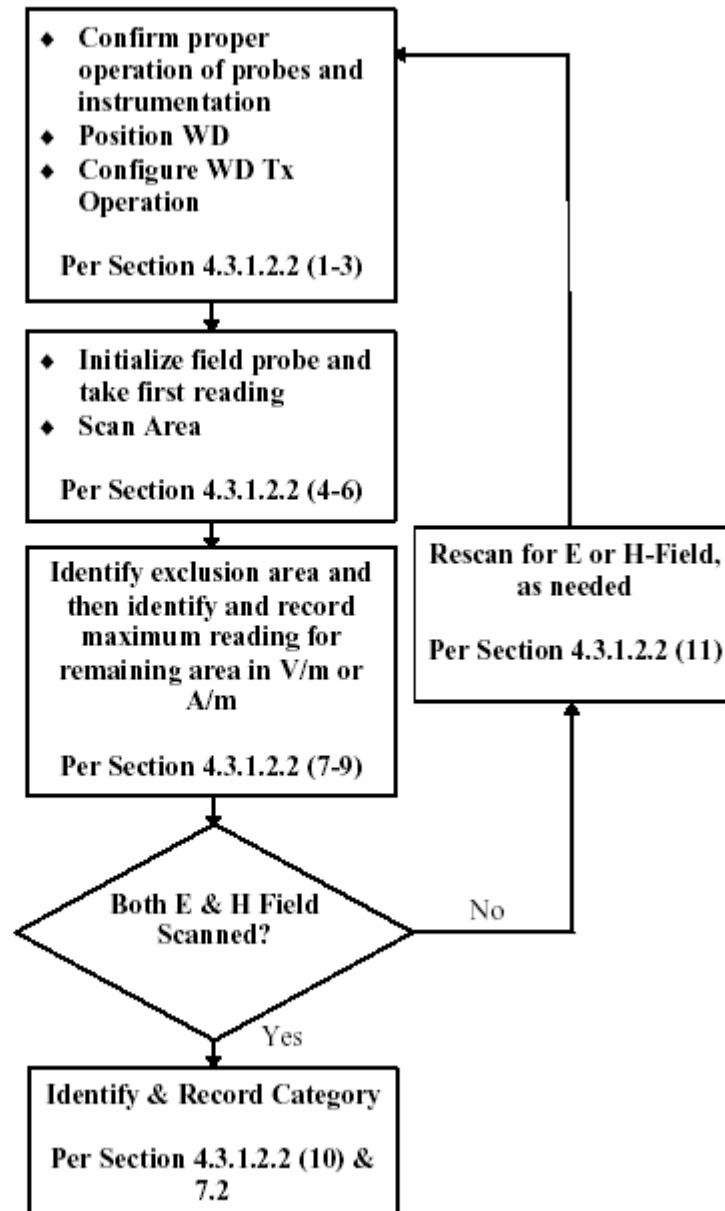 ♦ Confirm proper
operation of probes and
instrumentation
♦ Position WD
♦ Configure WD Tx
Operation
Per Section 4.3.1.2.2 (1-3)
♦ Initialize field probe and
take first reading
♦ Scan Area
Per Section 4.3.1.2.2 (4-6)
Identify exclusion area and
then identify and record
maximum reading for
remaining area in V/m or
A/m
Per Section 4.3.1.2.2 (7-9)
Rescan for E or H-Field,
as needed
Per Section 4.3.1.2.2 (11)
Both E & H Field
Scanned?
No
Yes
Identify & Record Category
Per Section 4.3.1.2.2 (10) &
7.2